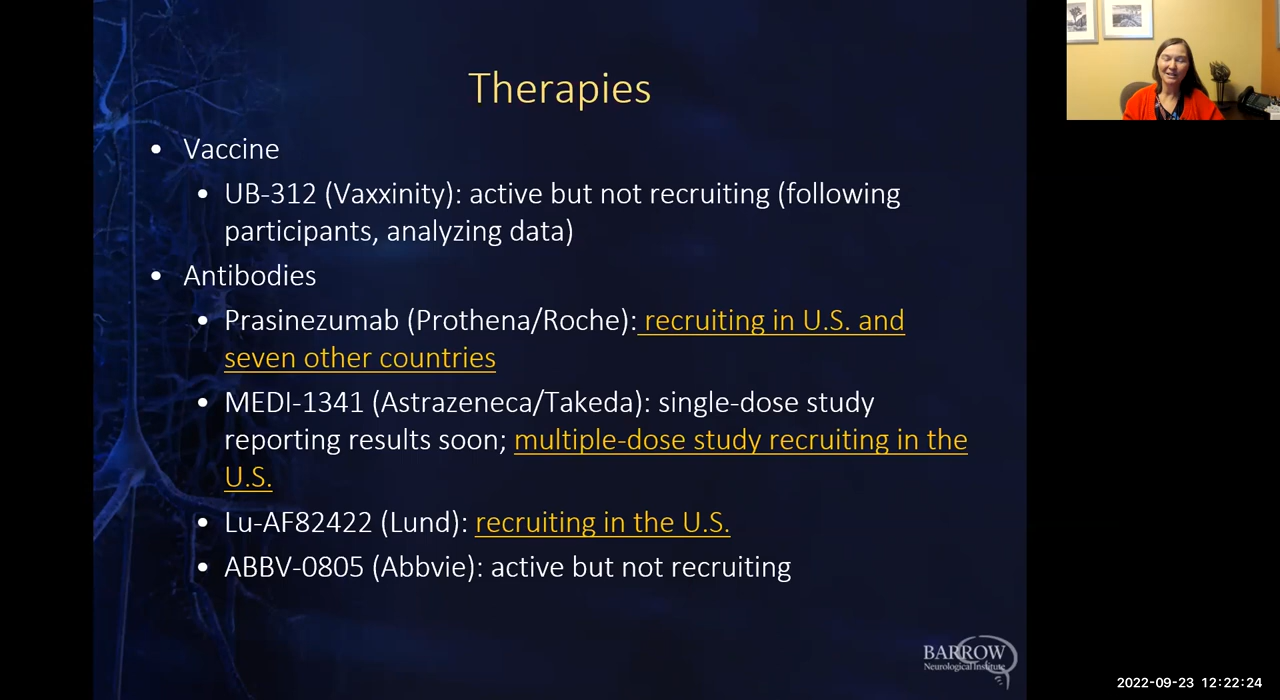 Therapies
• Vaccine
• UB-312 (Vaxxinity): active but not recruiting (following
participants, analyzing data)
• Antibodies
• Prasinezumab (Prothena/Roche): recruiting in U.S. and
seven other countries
• MEDI-1341 (Astrazeneca/Takeda): single-dose study
reporting results soon; multiple-dose study recruiting in the
U.S.
• Lu-AF82422 (Lund): recruiting in the U.S.
• ABBV-0805 (Abbvie): active but not recruiting
BARROW
Neurological Institute
2022-09-23 12:22:24